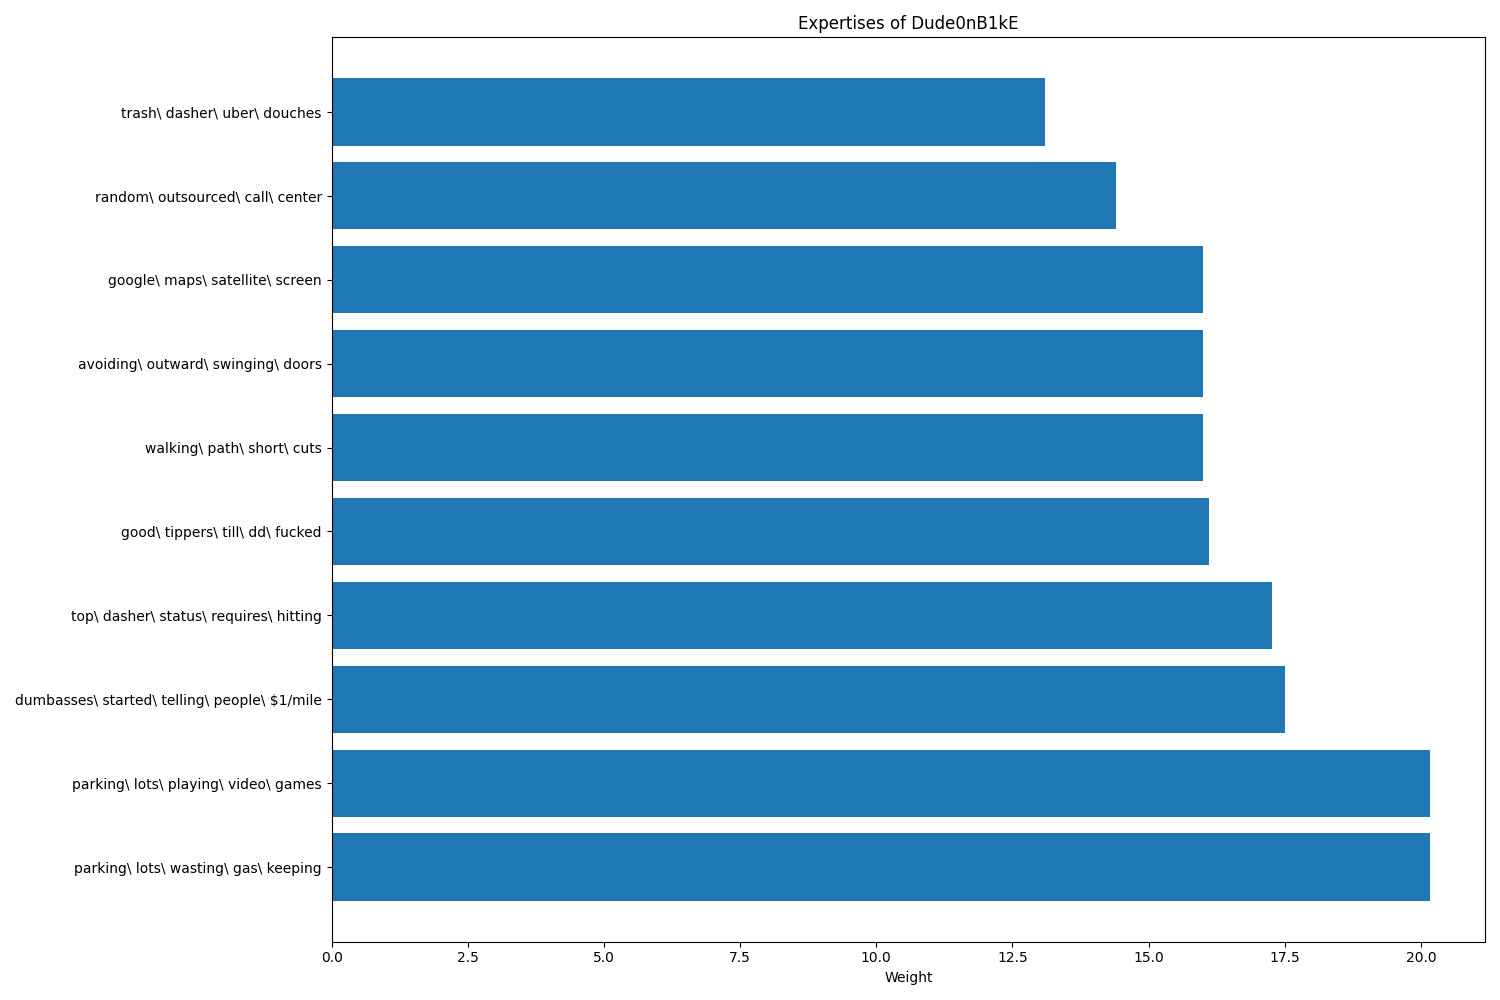 Expertises of Dude0nB1kE
trash\ dasher\ uber\ douches
random\ outsourced\ call\ center
google\ maps\ satellite\ screen
avoiding\ outward\ swinging\ doors
walking\ path\ short\ cuts
good\ tippers\ till\ dd\ fucked
top\ dasher\ status\ requires\ hitting
dumbasses\ started\ telling\ people\ $1/mile
parking\ lots\ playing\ video\ games
parking\ lots\ wasting\ gas\ keeping
0.0 2.5 5.0 7.5 10.0 12.5 15.0 17.5 20.0
Weight